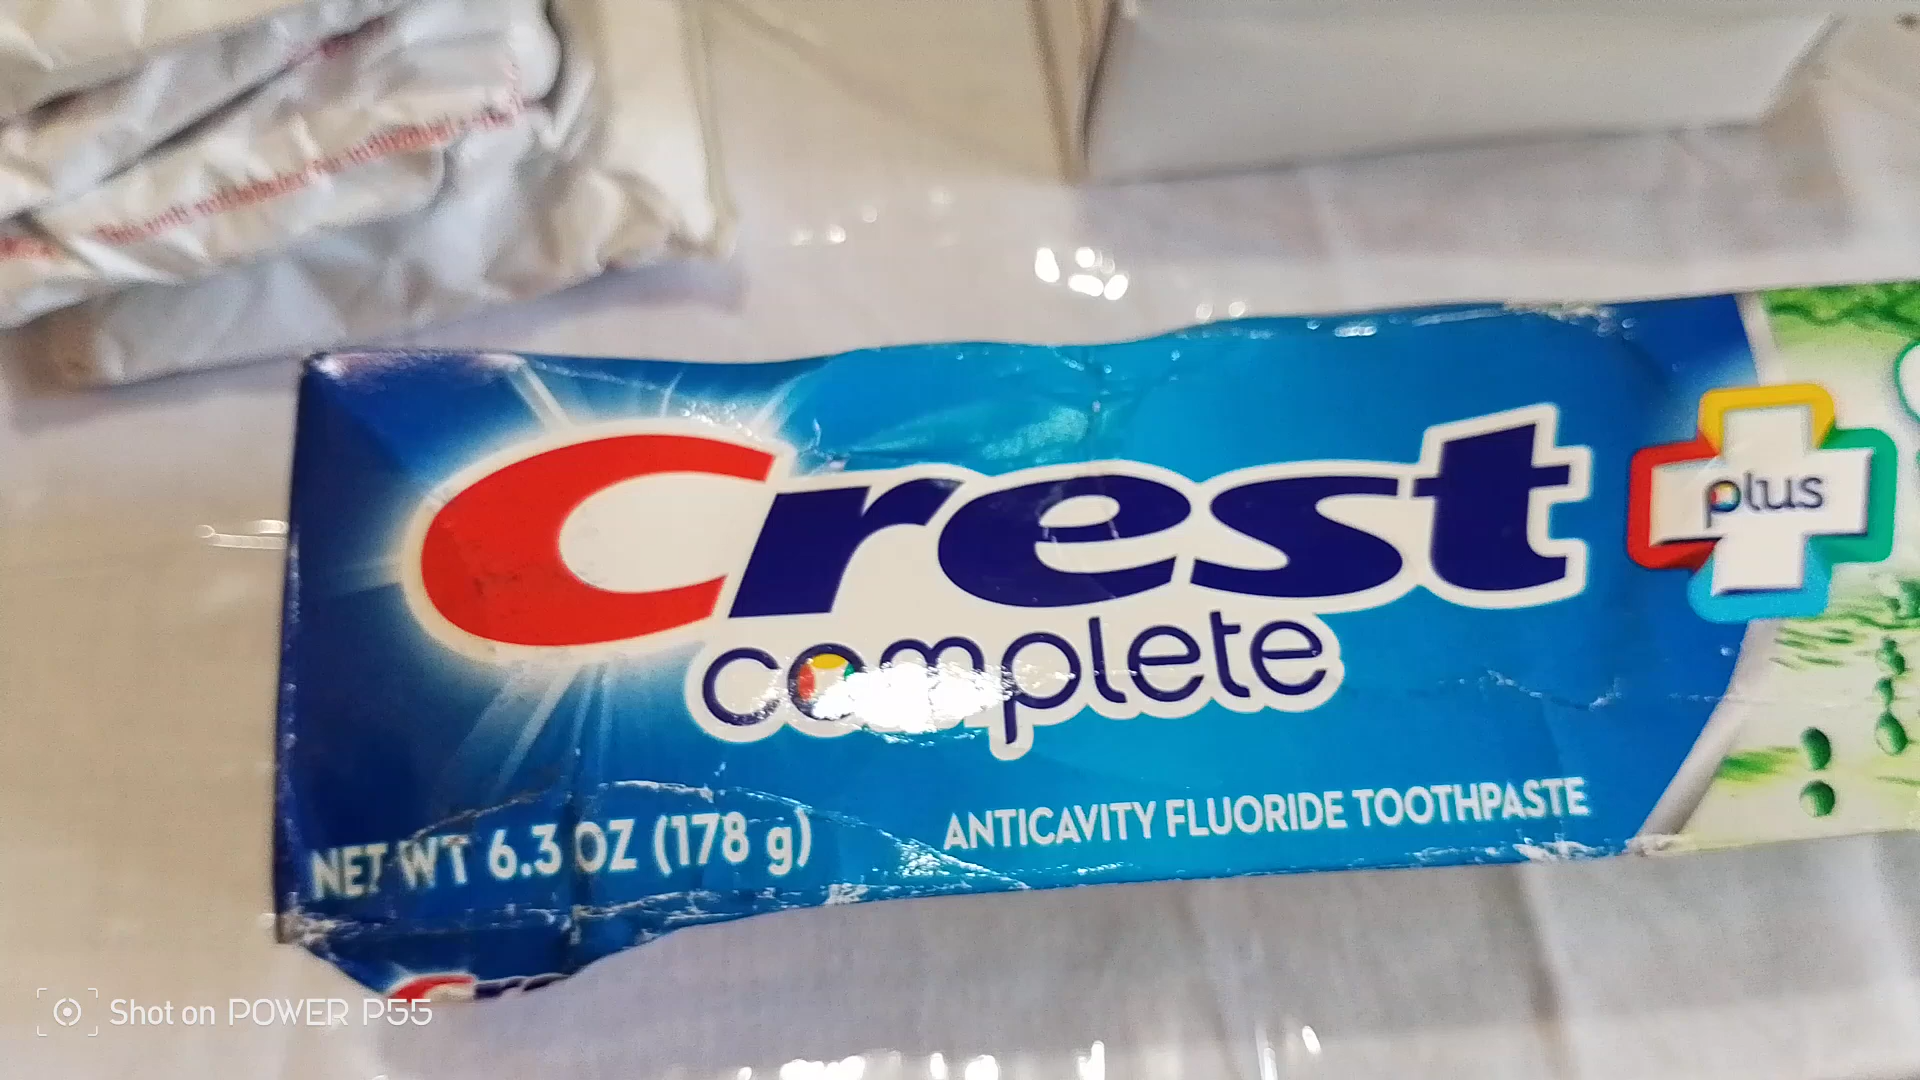 Crest
complete
plus
NET WT 6.3 OZ (178 g)
ANTICAVITY FLUORIDE TOOTHPASTE
Shot on POWER P55